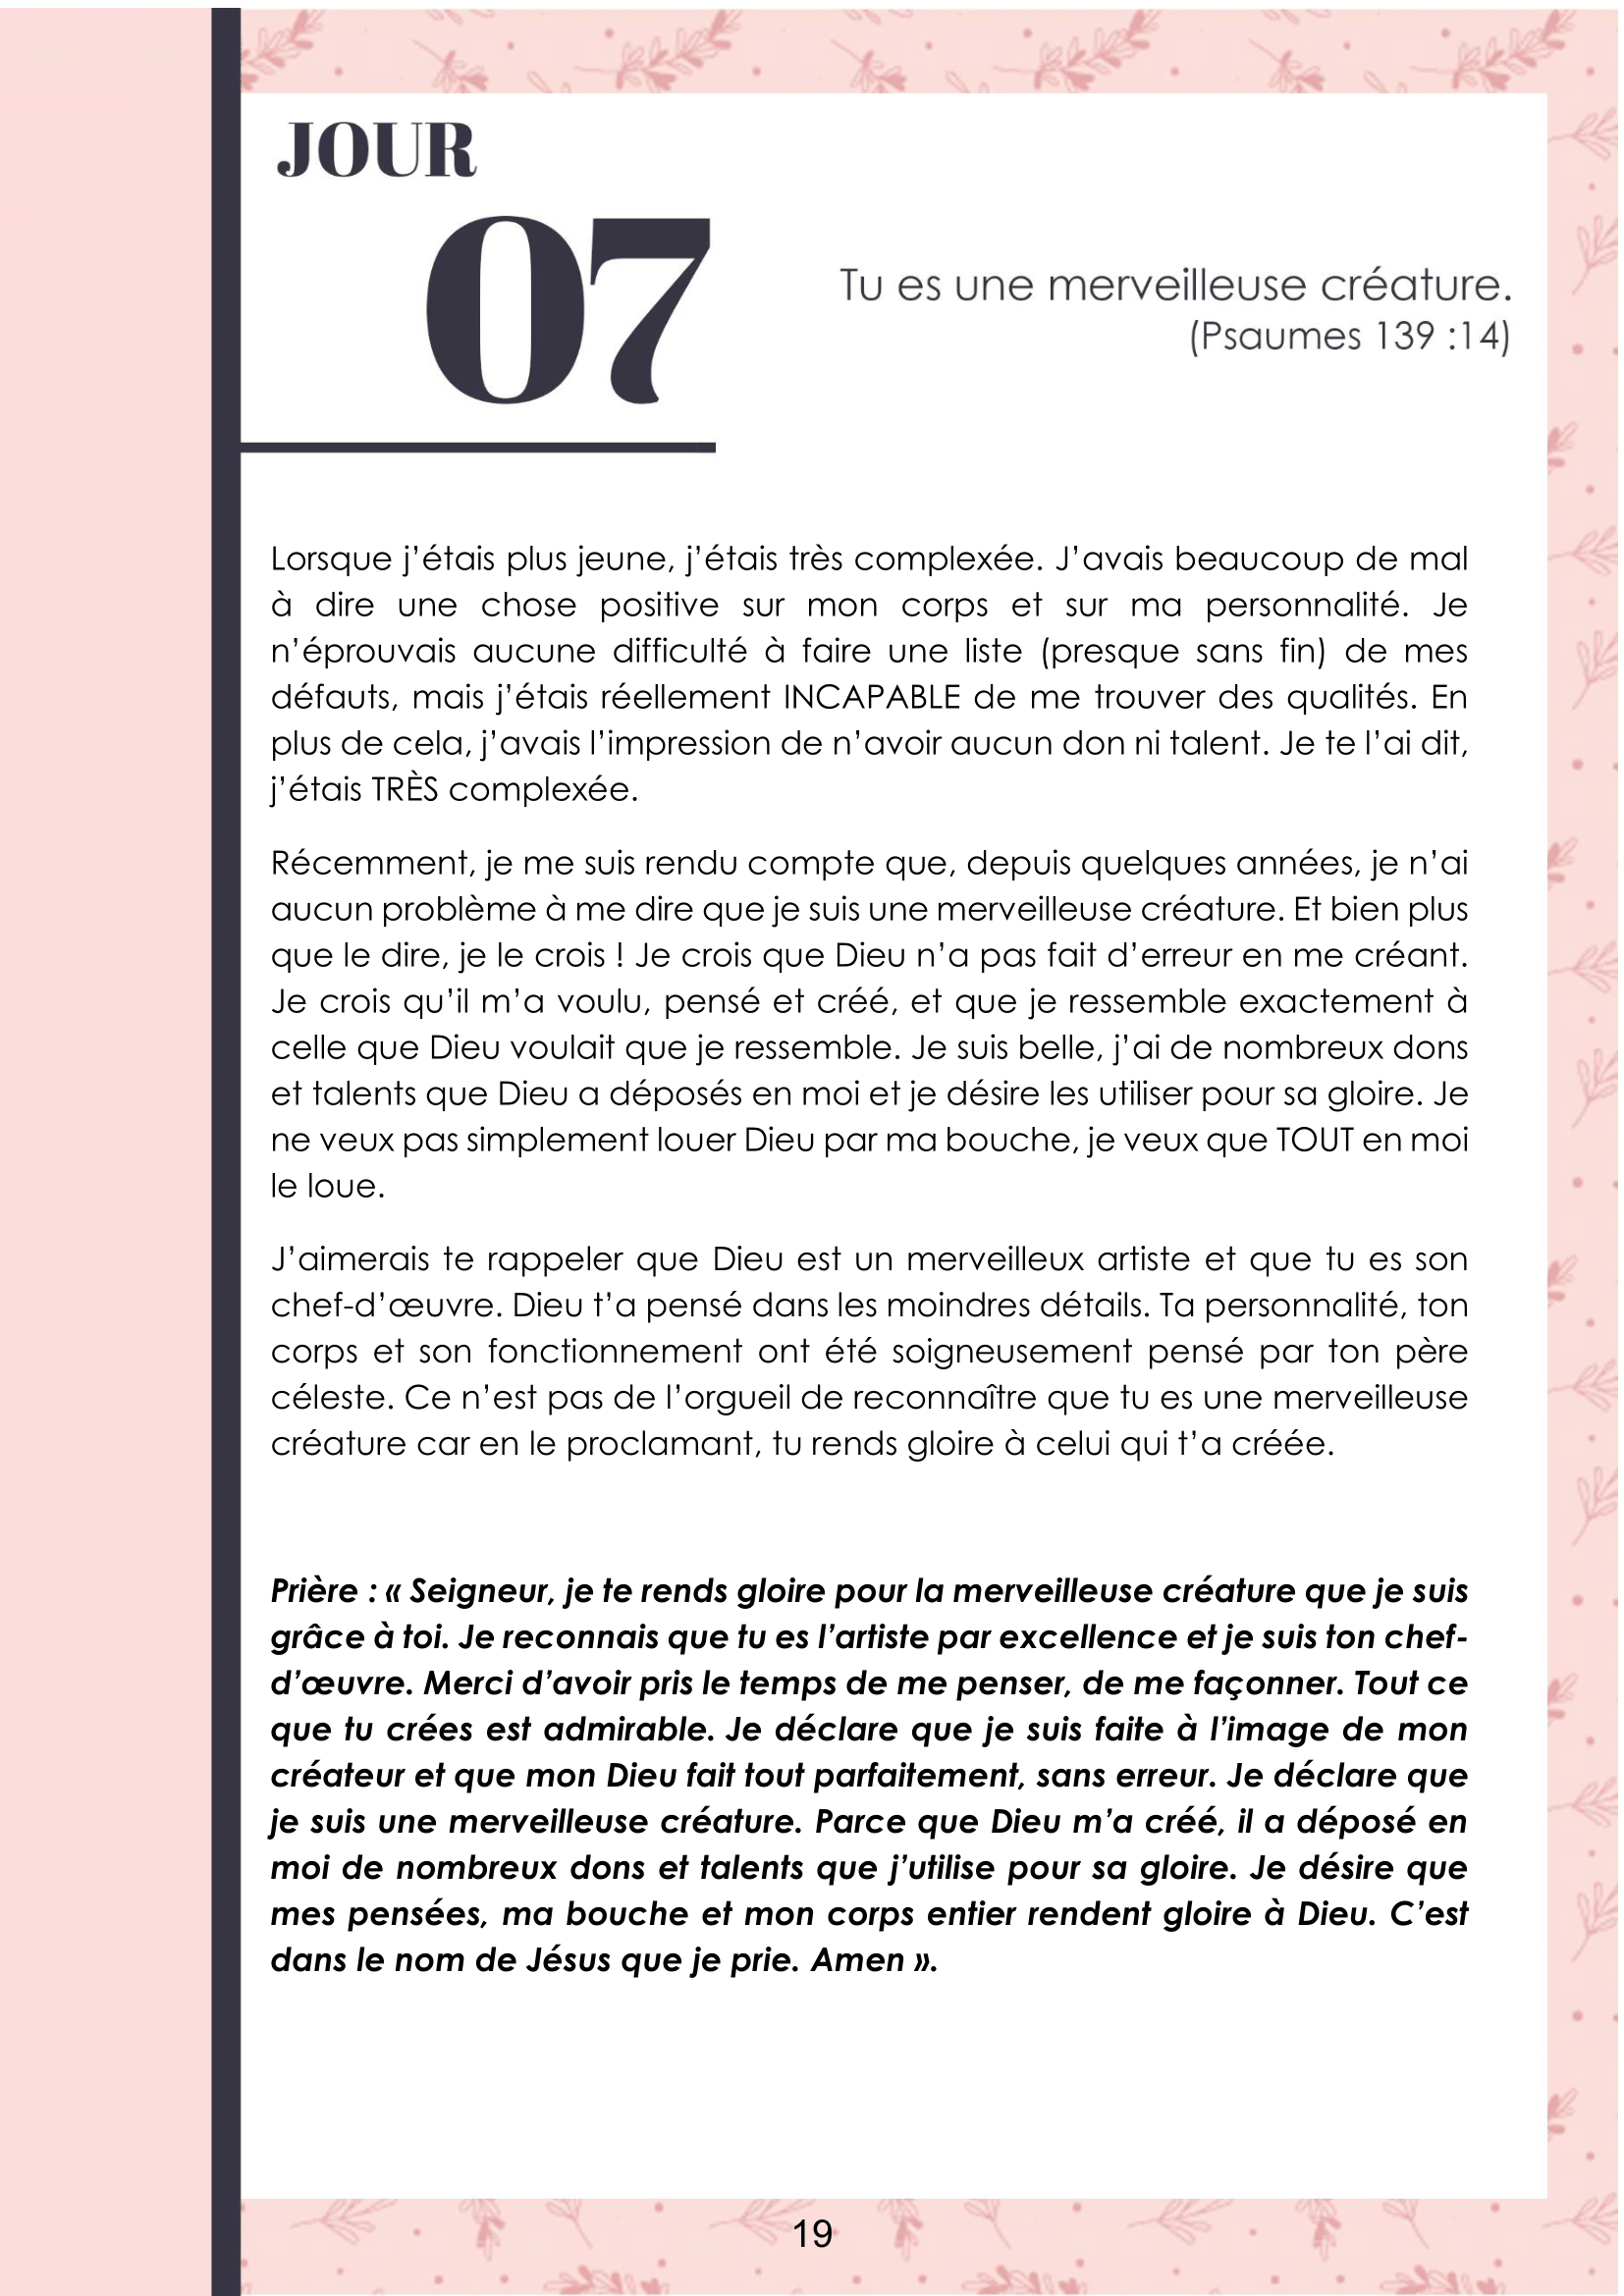 JOUR
07
Tu es une merveilleuse créature.
(Psaumes 139 :14)
Lorsque j’étais plus jeune, j’étais très complexée. J’avais beaucoup de mal
à dire une chose positive sur mon corps et sur ma personnalité. Je
n’éprouvais aucune difficulté à faire une liste (presque sans fin) de mes
défauts, mais j’étais réellement INCAPABLE de me trouver des qualités. En
plus de cela, j’avais l’impression de n’avoir aucun don ni talent. Je te l’ai dit,
j’étais TRÈS complexée.
Récemment, je me suis rendu compte que, depuis quelques années, je n’ai
aucun problème à me dire que je suis une merveilleuse créature. Et bien plus
que le dire, je le crois ! Je crois que Dieu n’a pas fait d’erreur en me créant.
Je crois qu’il m’a voulu, pensé et créé, et que je ressemble exactement à
celle que Dieu voulait que je ressemble. Je suis belle, j’ai de nombreux dons
et talents que Dieu a déposés en moi et je désire les utiliser pour sa gloire. Je
ne veux pas simplement louer Dieu par ma bouche, je veux que TOUT en moi
le loue.
J’aimerais te rappeler que Dieu est un merveilleux artiste et que tu es son
chef-d’œuvre. Dieu t’a pensé dans les moindres détails. Ta personnalité, ton
corps et son fonctionnement ont été soigneusement pensé par ton père
céleste. Ce n’est pas de l’orgueil de reconnaître que tu es une merveilleuse
créature car en le proclamant, tu rends gloire à celui qui t’a créée.
Prière : « Seigneur, je te rends gloire pour la merveilleuse créature que je suis
grâce à toi. Je reconnais que tu es l’artiste par excellence et je suis ton chef-
d’œuvre. Merci d’avoir pris le temps de me penser, de me façonner. Tout ce
que tu crées est admirable. Je déclare que je suis faite à l’image de mon
créateur et que mon Dieu fait tout parfaitement, sans erreur. Je déclare que
je suis une merveilleuse créature. Parce que Dieu m’a créé, il a déposé en
moi de nombreux dons et talents que j’utilise pour sa gloire. Je désire que
mes pensées, ma bouche et mon corps entier rendent gloire à Dieu. C’est
dans le nom de Jésus que je prie. Amen ».
19